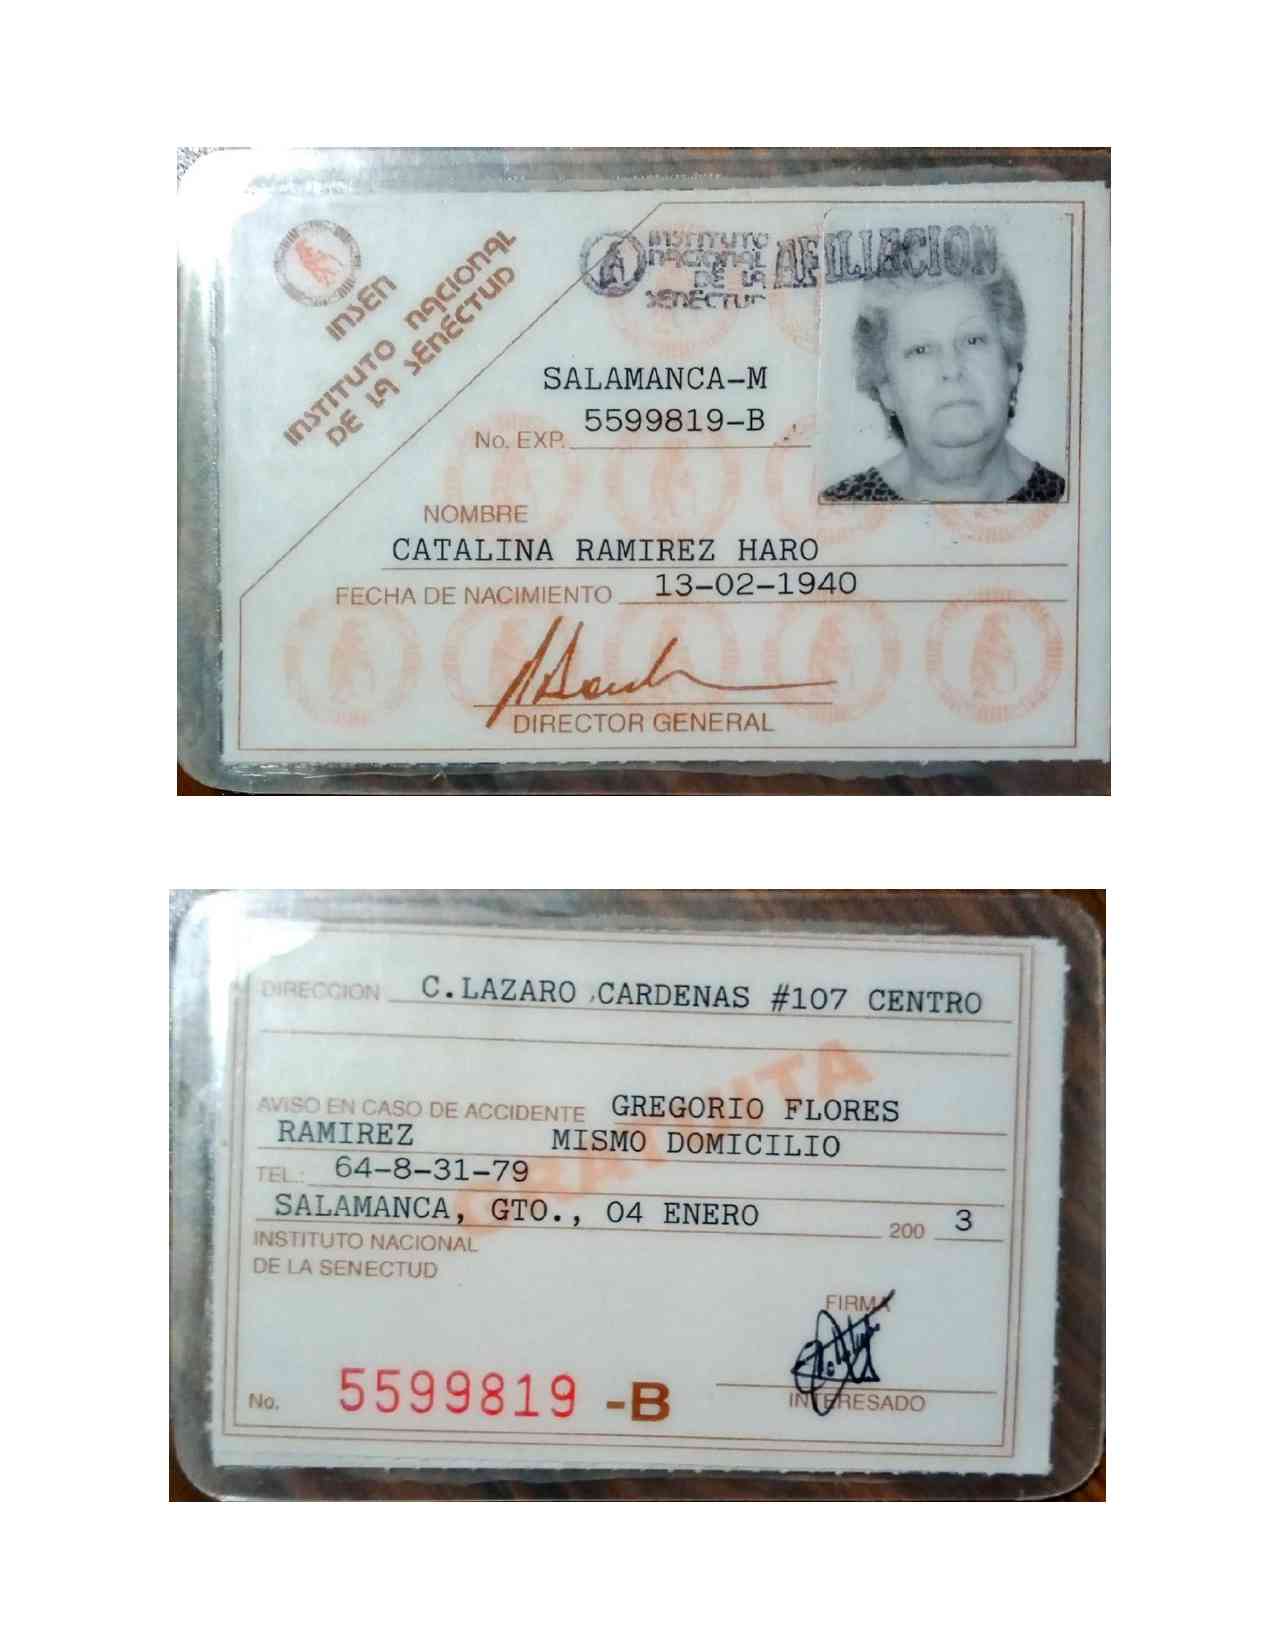 INSEN
INSTITUTO NACIONAL
DE LA SENECTUD
INSTITUTO
NACIONAL
DE LA
SENECTUD
AFILIACION
SALAMANCA-M
No. EXP. 5599819-B
NOMBRE
CATALINA RAMIREZ HARO
FECHA DE NACIMIENTO 13-02-1940
DIRECTOR GENERAL
DIRECCION C.LAZARO CARDENAS #107 CENTRO
GRATUITA
AVISO EN CASO DE ACCIDENTE GREGORIO FLORES
RAMIREZ MISMO DOMICILIO
TEL.: 64-8-31-79
SALAMANCA, GTO., 04 ENERO 200 3
INSTITUTO NACIONAL
DE LA SENECTUD
FIRMA
INTERESADO
No. 5599819 -B